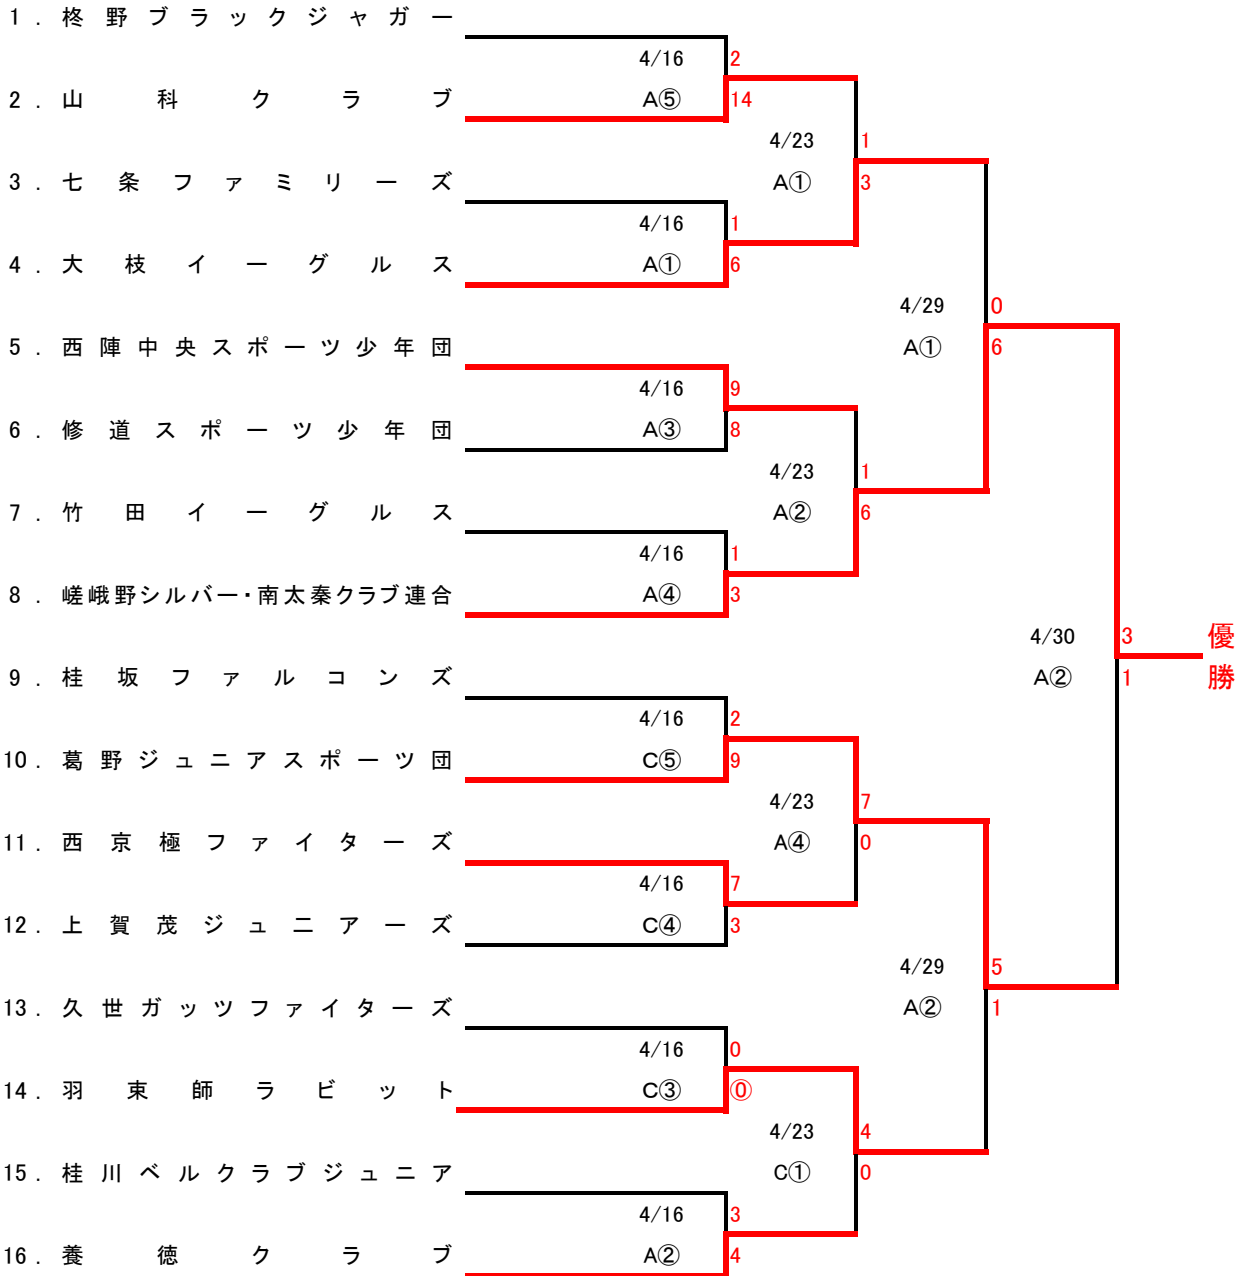 1．柊野ブラックジャガー
4/16 2
2．山科クラブ A⑤ 14
4/23 1
3．七条ファミリーズ A① 3
4/16 1
4．大枝イーグルス A① 6
4/29 0
5．西陣中央スポーツ少年団 A① 6
4/16 9
6．修道スポーツ少年団 A③ 8
4/23 1
7．竹田イーグルス A② 6
4/16 1
8．嵯峨野シルバー・南太秦クラブ連合 A④ 3
4/30 3 優
9．桂坂ファルコンズ A② 1 勝
4/16 2
10．葛野ジュニアスポーツ団 C⑤ 9
4/23 7
11．西京極ファイターズ A④ 0
4/16 7
12．上賀茂ジュニアーズ C④ 3
4/29 5
13．久世ガッツファイターズ A② 1
4/16 0
14．羽束師ラビット C③ ⓪
4/23 4
15．桂川ベルクラブジュニア C① 0
4/16 3
16．養徳クラブ A② 4